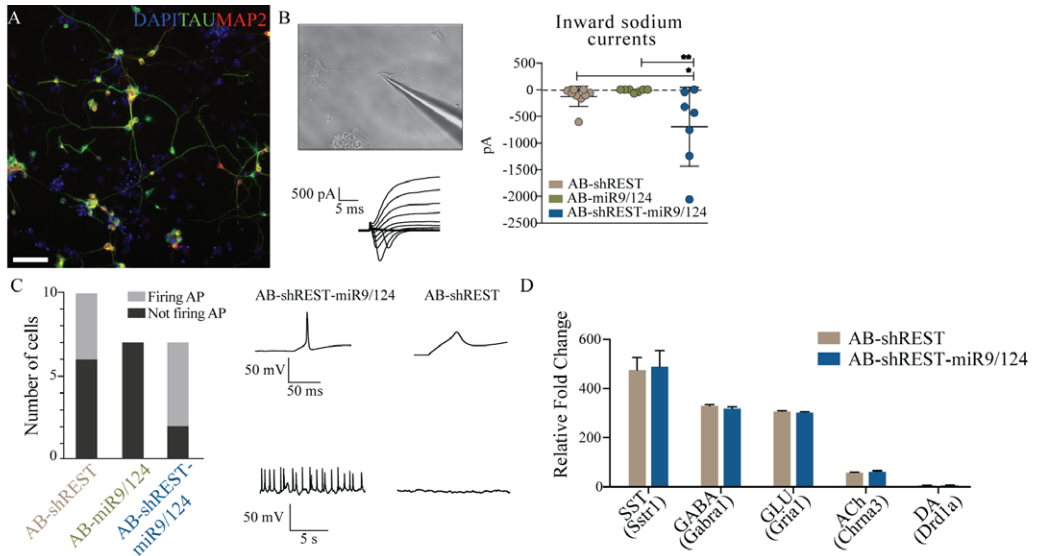 A
DAPITAUMAP2
B
500 pA
5 ms
Inward sodium
currents
**
*
500
0
-500
-1000
-1500
-2000
-2500
pA
AB-shREST
AB-miR9/124
AB-shREST-miR9/124
C
10
5
0
Number of cells
Firing AP
Not firing AP
AB-shREST
AB-miR9/124
AB-shREST-
miR9/124
AB-shREST-miR9/124
AB-shREST
50 mV
50 ms
50 mV
5 s
D
Relative Fold Change
600
400
200
0
AB-shREST
AB-shREST-miR9/124
SST
(Sstr1)
GABA
(Gabra1)
GLU
(Gria1)
ACh
(Chrna3)
DA
(Drd1a)